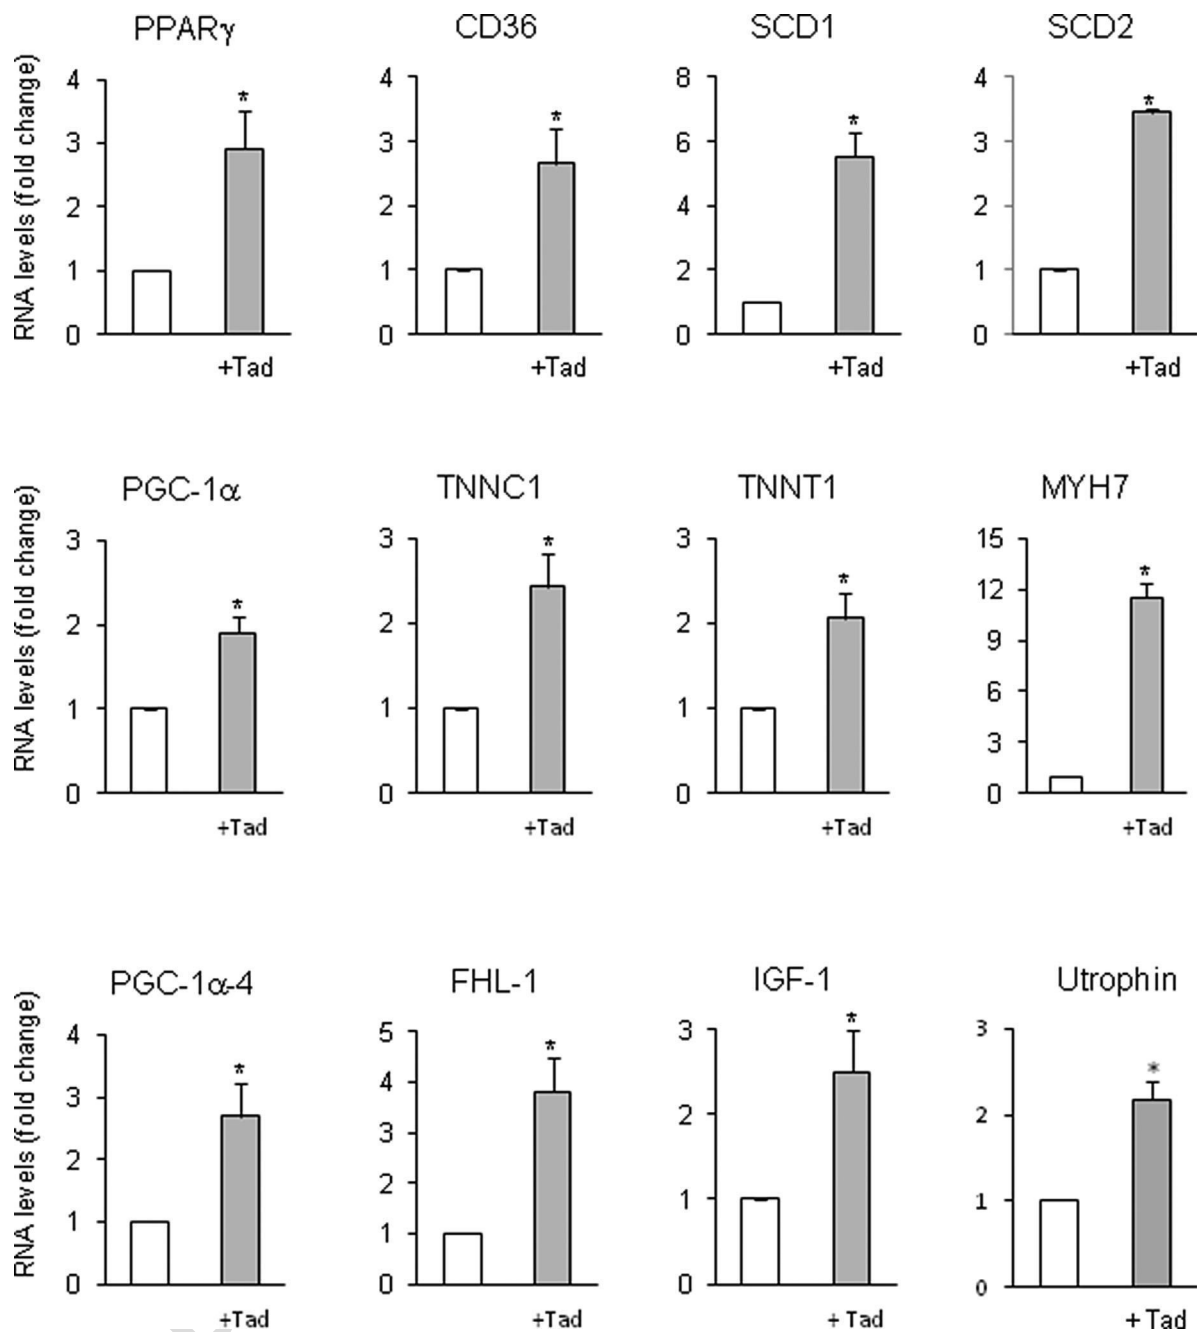 PPARγ CD36 SCD1 SCD2
RNA levels (fold change)
4 4 8 4
* * * *
3 3 6 3
2 2 4 2
1 1 2 1
0 0 0 0
+Tad +Tad +Tad +Tad
PGC-1α TNNC1 TNNT1 MYH7
RNA levels (fold change)
3
2
1
0
*
+Tad
3
2
1
0
*
+Tad
3
2
1
0
*
+Tad
15
12
9
6
3
0
*
+Tad
PGC-1α-4 FHL-1 IGF-1 Utrophin
RNA levels (fold change)
4
3
2
1
0
*
+Tad
5
4
3
2
1
0
*
+Tad
3
2
1
0
*
+ Tad
3
2
1
0
*
+ Tad